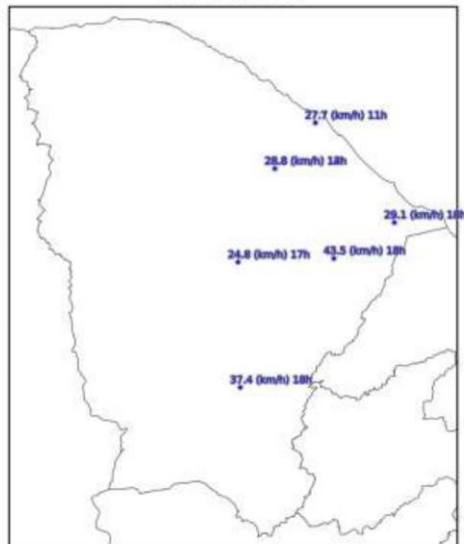 27.7 (km/h) 11h
28.8 (km/h) 18h
29.1 (km/h) 18h
43.5 (km/h) 18h
24.8 (km/h) 17h
37.4 (km/h) 18h